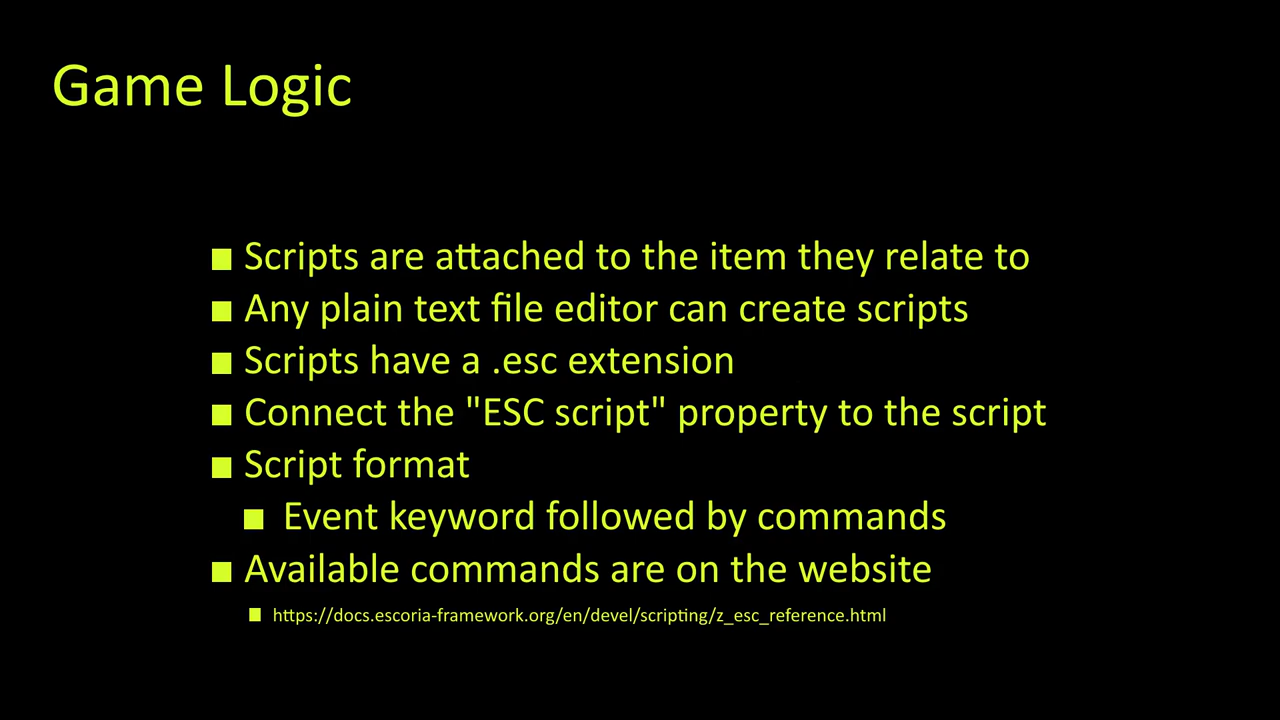 Game Logic
■ Scripts are attached to the item they relate to
■ Any plain text file editor can create scripts
■ Scripts have a .esc extension
■ Connect the "ESC script" property to the script
■ Script format
■ Event keyword followed by commands
■ Available commands are on the website
■ https://docs.escoria-framework.org/en/devel/scripting/z_esc_reference.html